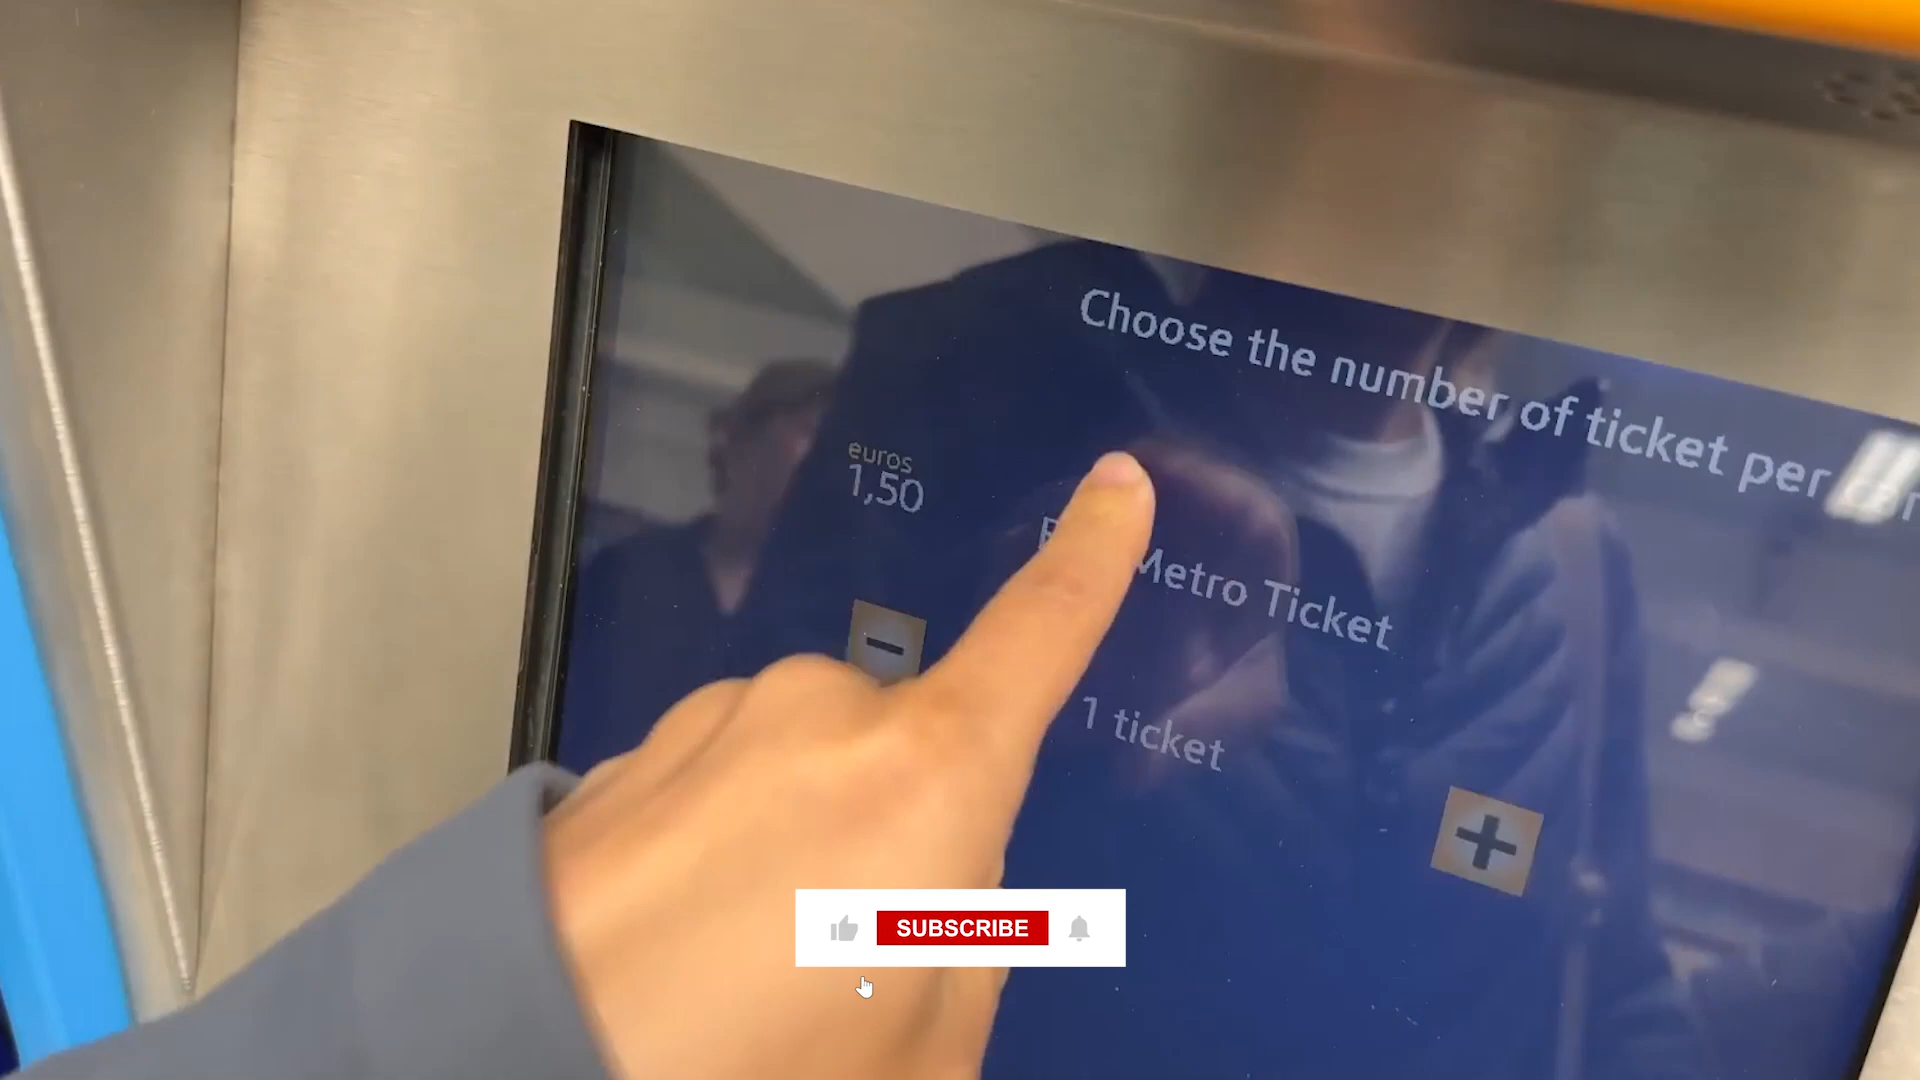 Choose the number of ticket per
euros
1,50
Metro Ticket
1 ticket
SUBSCRIBE